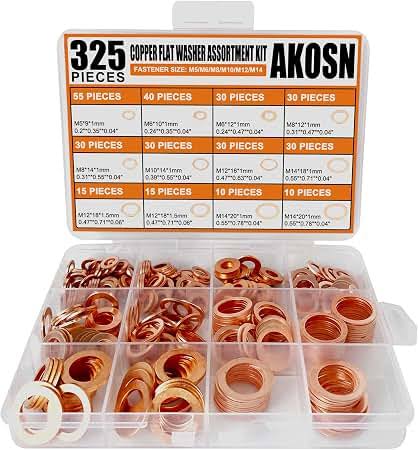 325
PIECES
COPPER FLAT WASHER ASSORTMENT KIT
FASTENER SIZE: M5/M6/M8/M10/M12/M14
AKOSN
55 PIECES
40 PIECES
30 PIECES
30 PIECES
M5*9*1mm
0.2"*0.35"*0.04"
M6*10*1mm
0.24"*0.35"*0.04"
M6*12*1mm
0.24"*0.47"*0.04"
M8*12*1mm
0.31"*0.47"*0.04"
30 PIECES
30 PIECES
30 PIECES
30 PIECES
M8*14*1mm
0.31"*0.55"*0.04"
M10*14*1mm
0.39"*0.55"*0.04"
M12*16*1mm
0.47"*0.63"*0.04"
M14*18*1mm
0.55"*0.71"*0.04"
15 PIECES
15 PIECES
10 PIECES
10 PIECES
M12*18*1.5mm
0.47"*0.71"*0.06"
M12*18*1.5mm
0.47"*0.71"*0.06"
M14*20*1mm
0.55"*0.78"*0.04"
M14*20*1mm
0.55"*0.78"*0.04"